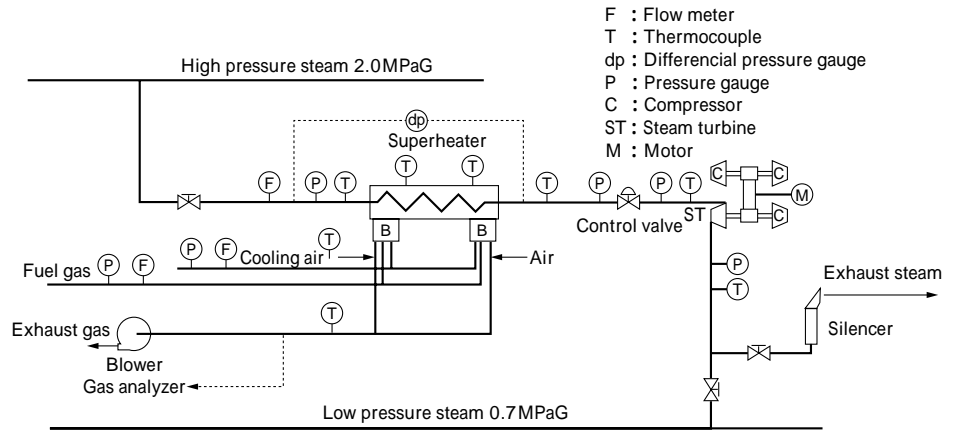 F : Flow meter
T : Thermocouple
dp : Differencial pressure gauge
P : Pressure gauge
C : Compressor
ST : Steam turbine
M : Motor
High pressure steam 2.0MPaG
dp
Superheater
T T
F P T T P P T
C C
M
ST C
Control valve
B B
T
P F Cooling air Air
Fuel gas P F
P
T
Exhaust steam
Exhaust gas T
Silencer
Blower
Gas analyzer
Low pressure steam 0.7MPaG